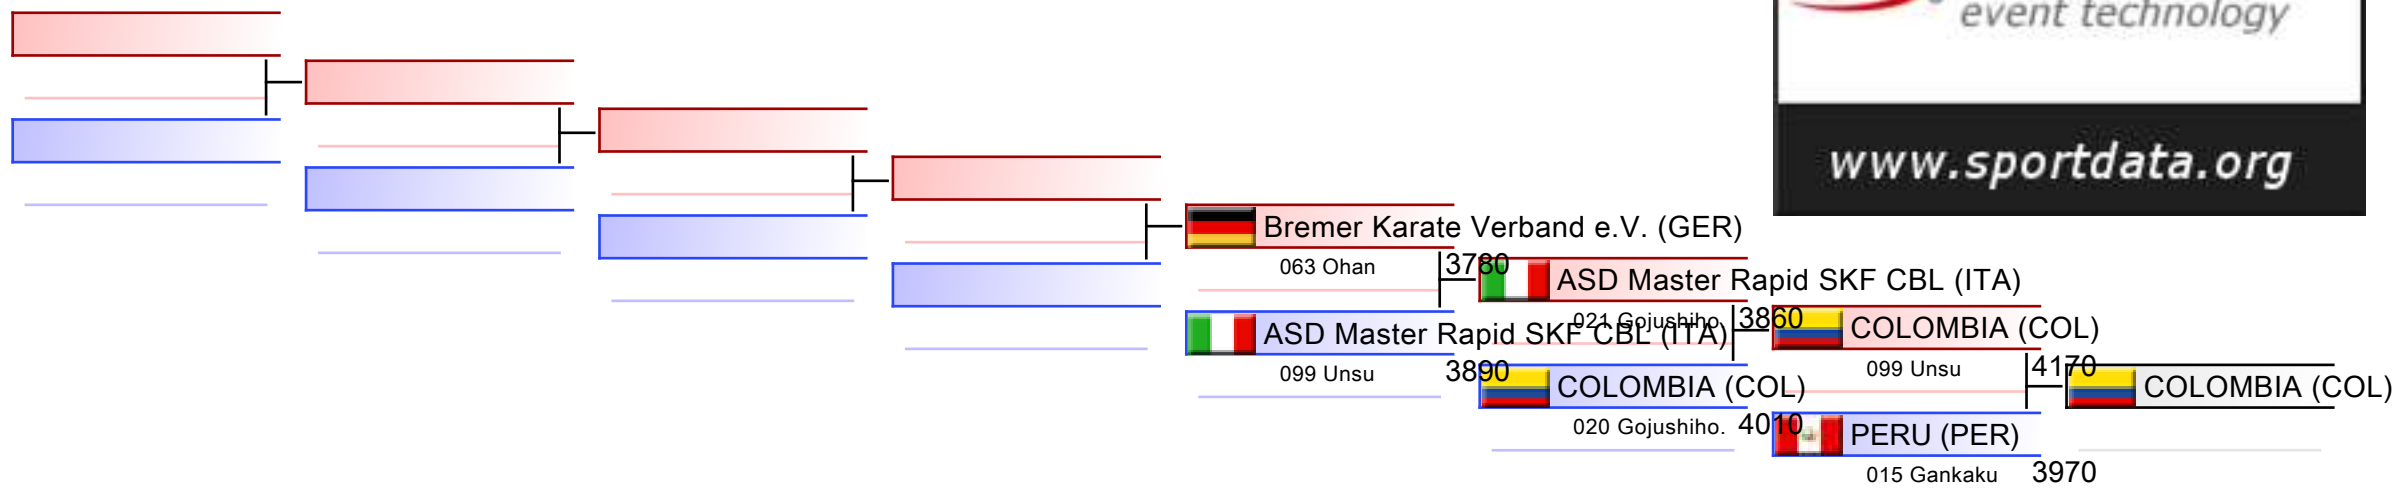 event technology
www.sportdata.org
Bremer Karate Verband e.V. (GER)
063 Ohan 3780
ASD Master Rapid SKF CBL (ITA)
099 Unsu 3890
ASD Master Rapid SKF CBL (ITA)
021 Gojushiho. 3860
COLOMBIA (COL)
020 Gojushiho. 4010
COLOMBIA (COL)
099 Unsu 4170
PERU (PER)
015 Gankaku 3970
COLOMBIA (COL)